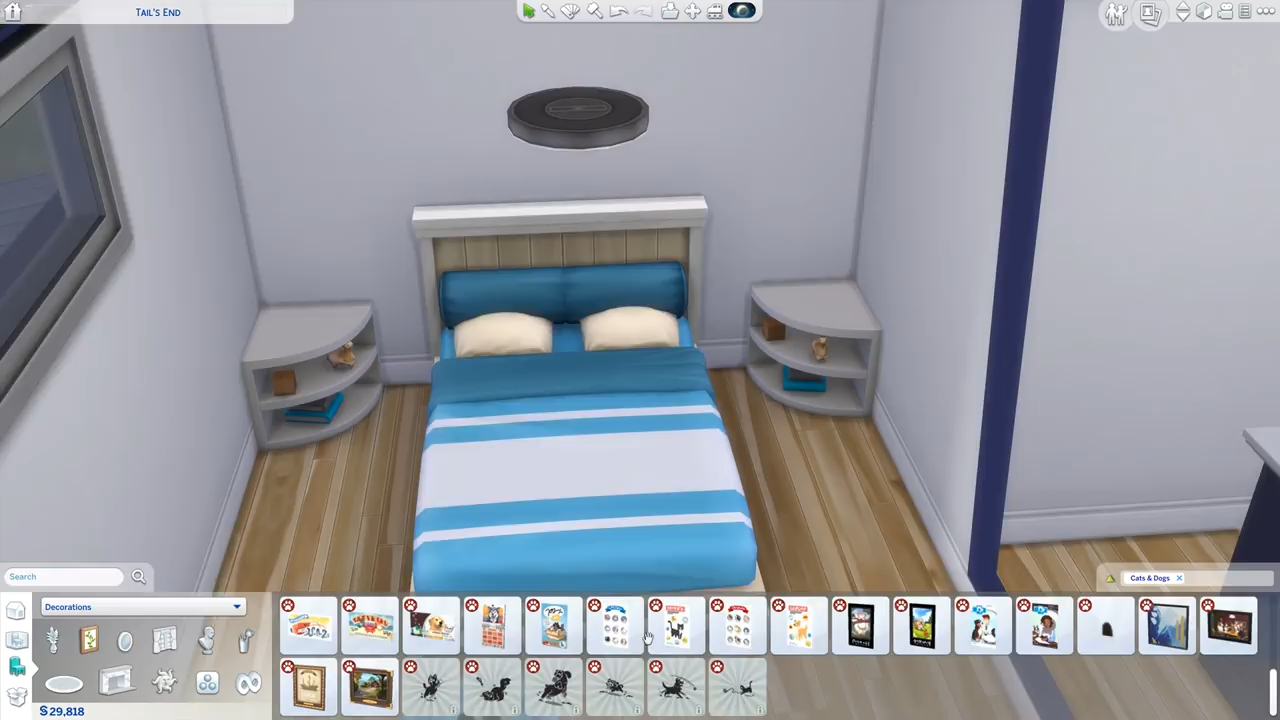 TAIL'S END
Search
Cats & Dogs
Decorations
§29,818